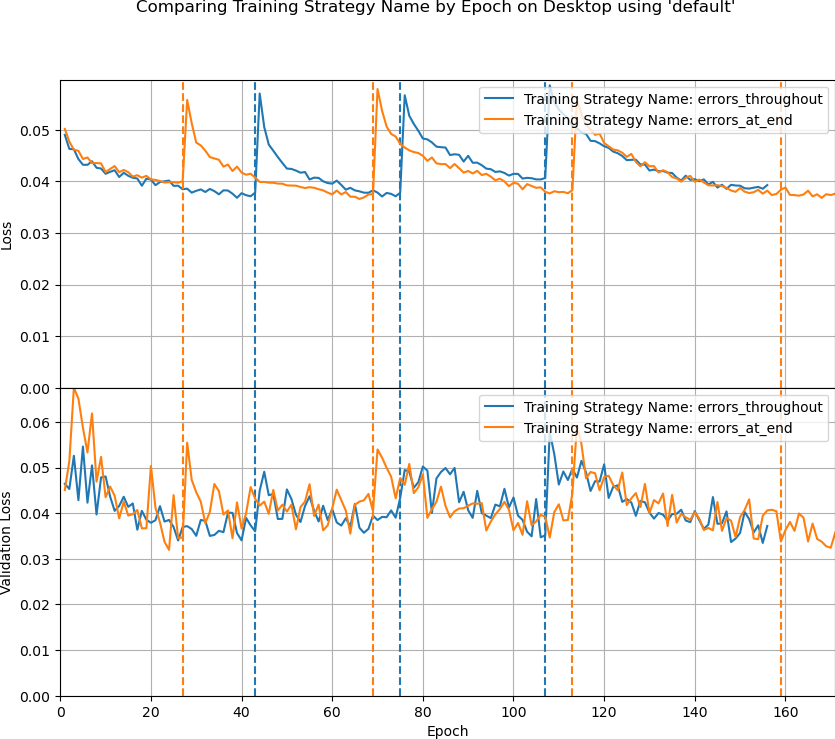 Comparing Training Strategy Name by Epoch on Desktop using 'default'
Training Strategy Name: errors_throughout
Training Strategy Name: errors_at_end
0.05
0.04
0.03
0.02
0.01
0.00
Loss
Training Strategy Name: errors_throughout
Training Strategy Name: errors_at_end
0.06
0.05
0.04
0.03
0.02
0.01
0.00
Validation Loss
0 20 40 60 80 100 120 140 160
Epoch